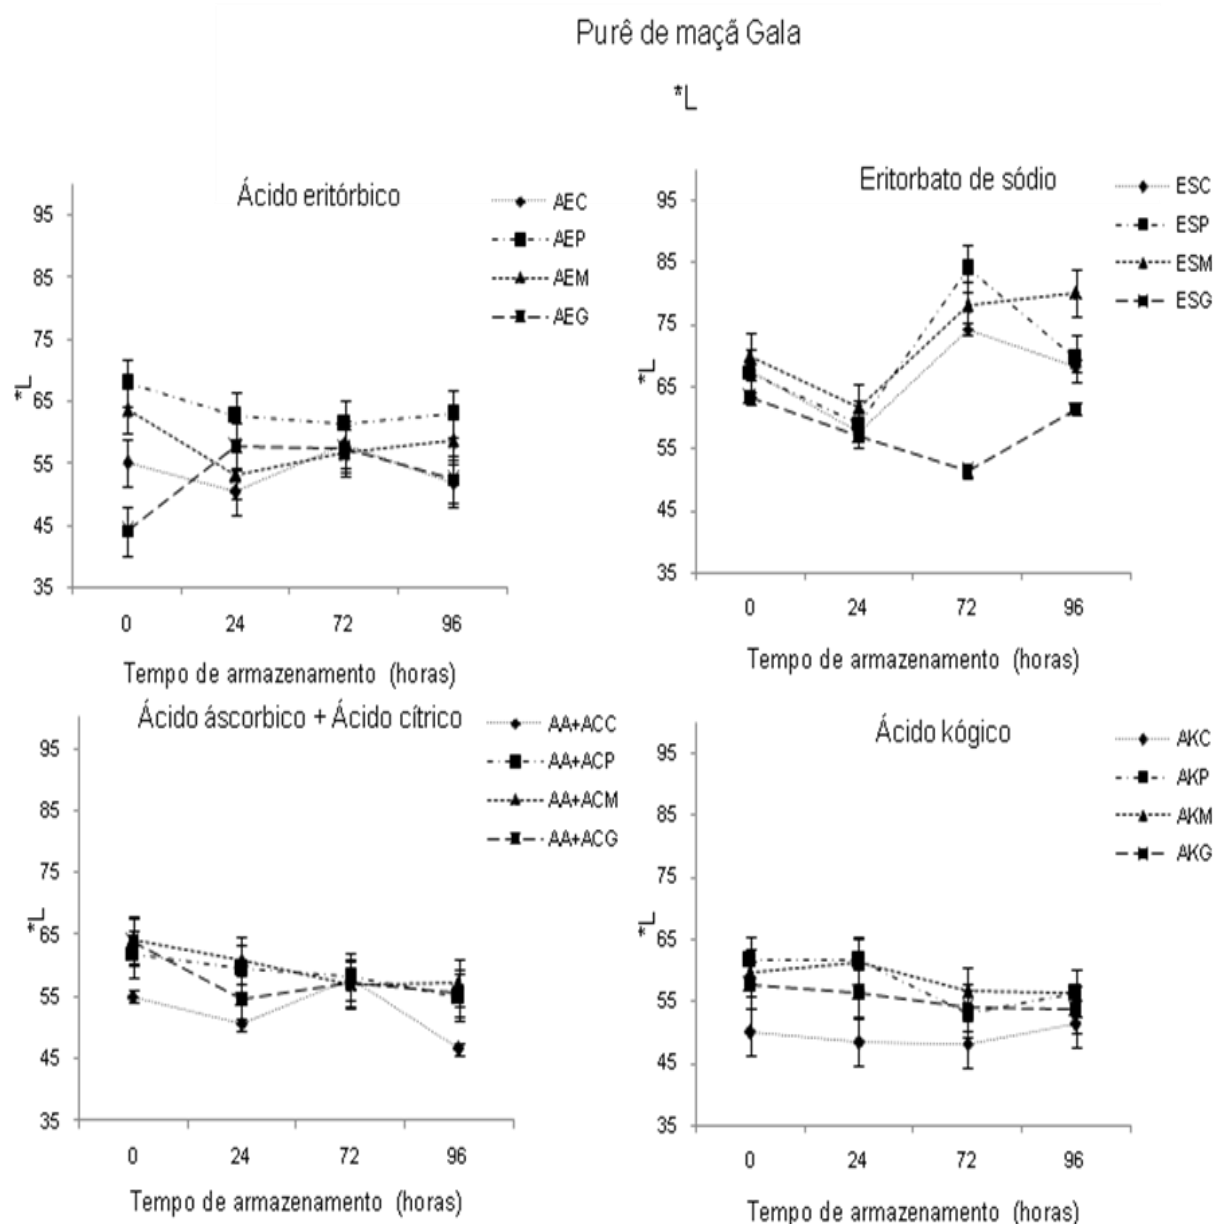 Purê de maçã Gala
*L
Ácido eritórbico
AEC
AEP
AEM
AEG
95
85
75
65
55
45
35
*L
0 24 72 96
Tempo de armazenamento (horas)
Eritorbato de sódio
ESC
ESP
ESM
ESG
95
85
75
65
55
45
35
*L
0 24 72 96
Tempo de armazenamento (horas)
Ácido áscorbico + Ácido cítrico
AA+ACC
AA+ACP
AA+ACM
AA+ACG
95
85
75
65
55
45
35
*L
0 24 72 96
Tempo de armazenamento (horas)
Ácido kógico
AKC
AKP
AKM
AKG
95
85
75
65
55
45
35
*L
0 24 72 96
Tempo de armazenamento (horas)